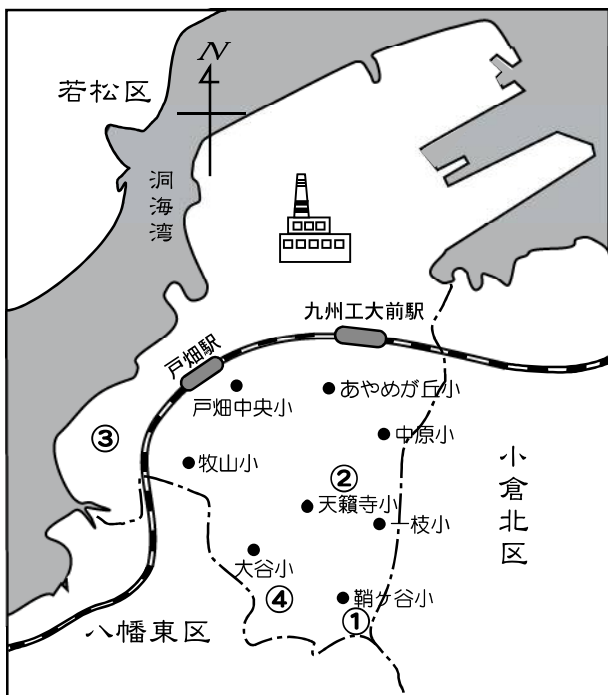 N
若松区
洞海湾
九州工大前駅
戸畑駅
戸畑中央小
あやめが丘小
中原小
③
牧山小
②
小倉北区
天籟寺小
一枝小
大谷小
④
鞘ヶ谷小
①
八幡東区